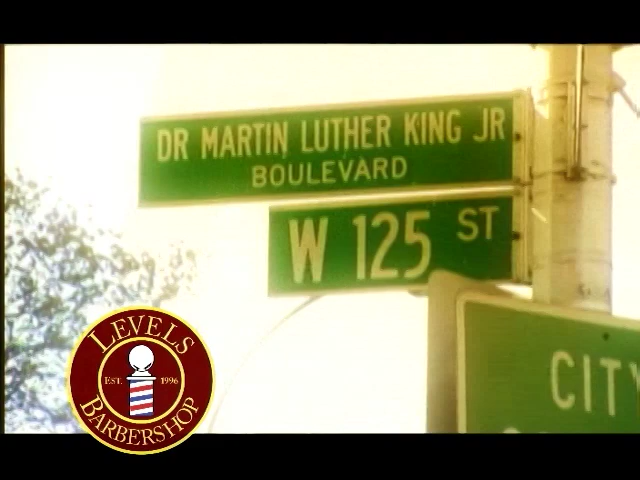 DR MARTIN LUTHER KING JR
BOULEVARD
W 125 ST
CITY
LEVELS
EST. 1996
BARBERSHOP